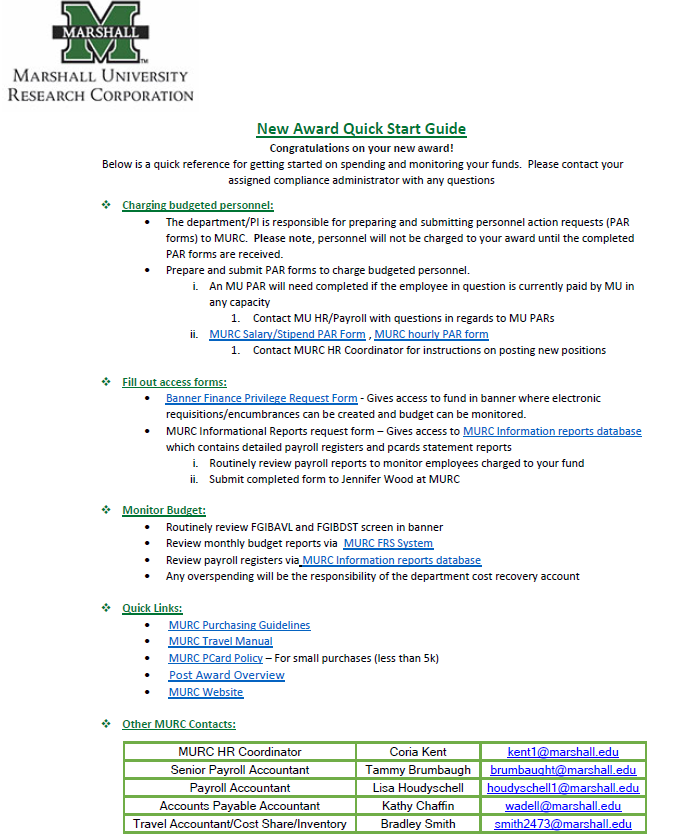 MARSHALL
MARSHALL UNIVERSITY
RESEARCH CORPORATION
New Award Quick Start Guide
Congratulations on your new award!
Below is a quick reference for getting started on spending and monitoring your funds.  Please contact your
assigned compliance administrator with any questions
❖ Charging budgeted personnel:
• The department/PI is responsible for preparing and submitting personnel action requests (PAR
forms) to MURC.  Please note, personnel will not be charged to your award until the completed
PAR forms are received.
• Prepare and submit PAR forms to charge budgeted personnel.
i. An MU PAR will need completed if the employee in question is currently paid by MU in
any capacity
1. Contact MU HR/Payroll with questions in regards to MU PARs
ii. MURC Salary/Stipend PAR Form , MURC hourly PAR form
1. Contact MURC HR Coordinator for instructions on posting new positions
❖ Fill out access forms:
• Banner Finance Privilege Request Form - Gives access to fund in banner where electronic
requisitions/encumbrances can be created and budget can be monitored.
• MURC Informational Reports request form – Gives access to MURC Information reports database
which contains detailed payroll registers and pcards statement reports
i. Routinely review payroll reports to monitor employees charged to your fund
ii. Submit completed form to Jennifer Wood at MURC
❖ Monitor Budget:
• Routinely review FGIBAVL and FGIBDST screen in banner
• Review monthly budget reports via  MURC FRS System
• Review payroll registers via MURC Information reports database
• Any overspending will be the responsibility of the department cost recovery account
❖ Quick Links:
• MURC Purchasing Guidelines
• MURC Travel Manual
• MURC PCard Policy – For small purchases (less than 5k)
• Post Award Overview
• MURC Website
❖ Other MURC Contacts:
MURC HR Coordinator Coria Kent kent1@marshall.edu
Senior Payroll Accountant Tammy Brumbaugh brumbaught@marshall.edu
Payroll Accountant Lisa Houdyschell houdyschell1@marshall.edu
Accounts Payable Accountant Kathy Chaffin wadell@marshall.edu
Travel Accountant/Cost Share/Inventory Bradley Smith smith2473@marshall.edu